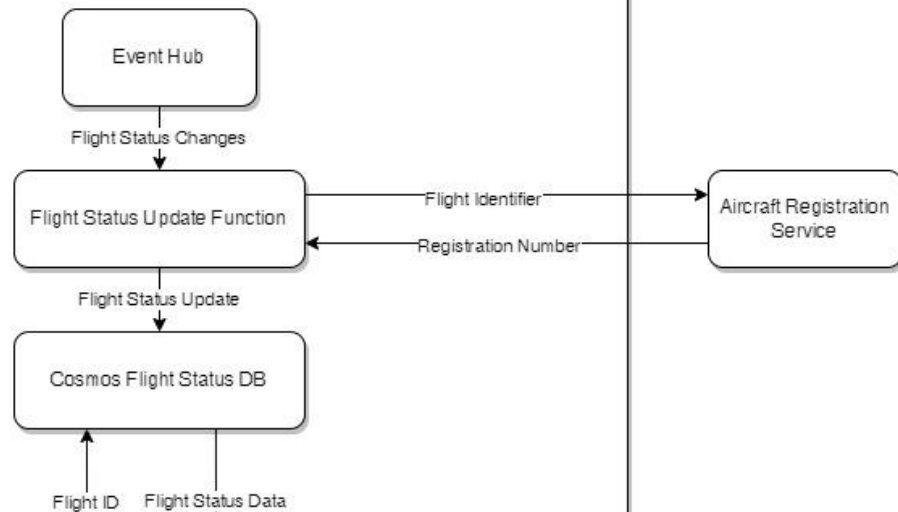 Event Hub
Flight Status Changes
Flight Status Update Function
Flight Identifier
Registration Number
Aircraft Registration
Service
Flight Status Update
Cosmos Flight Status DB
Flight ID
Flight Status Data